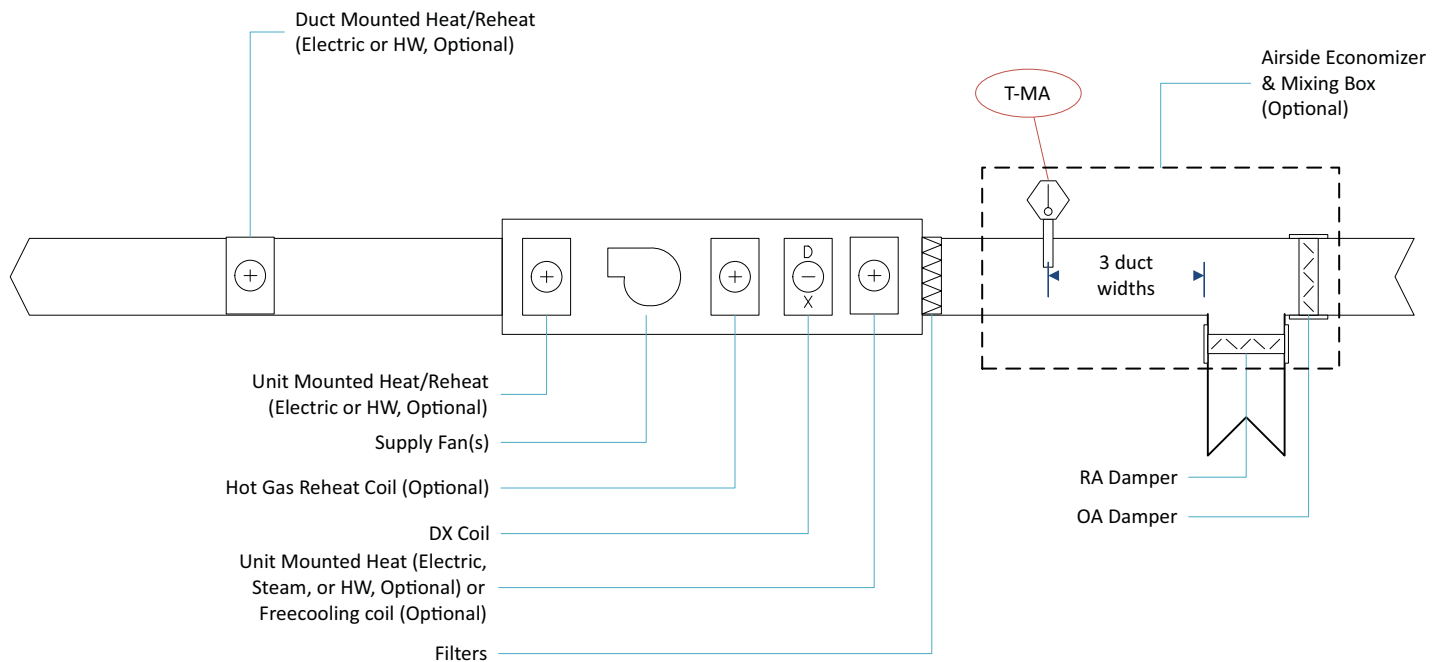 Duct Mounted Heat/Reheat
(Electric or HW, Optional)
Airside Economizer
& Mixing Box
(Optional)
T-MA
D
X
3 duct
widths
Unit Mounted Heat/Reheat
(Electric or HW, Optional)
Supply Fan(s)
Hot Gas Reheat Coil (Optional)
DX Coil
Unit Mounted Heat (Electric,
Steam, or HW, Optional) or
Freecooling coil (Optional)
Filters
RA Damper
OA Damper